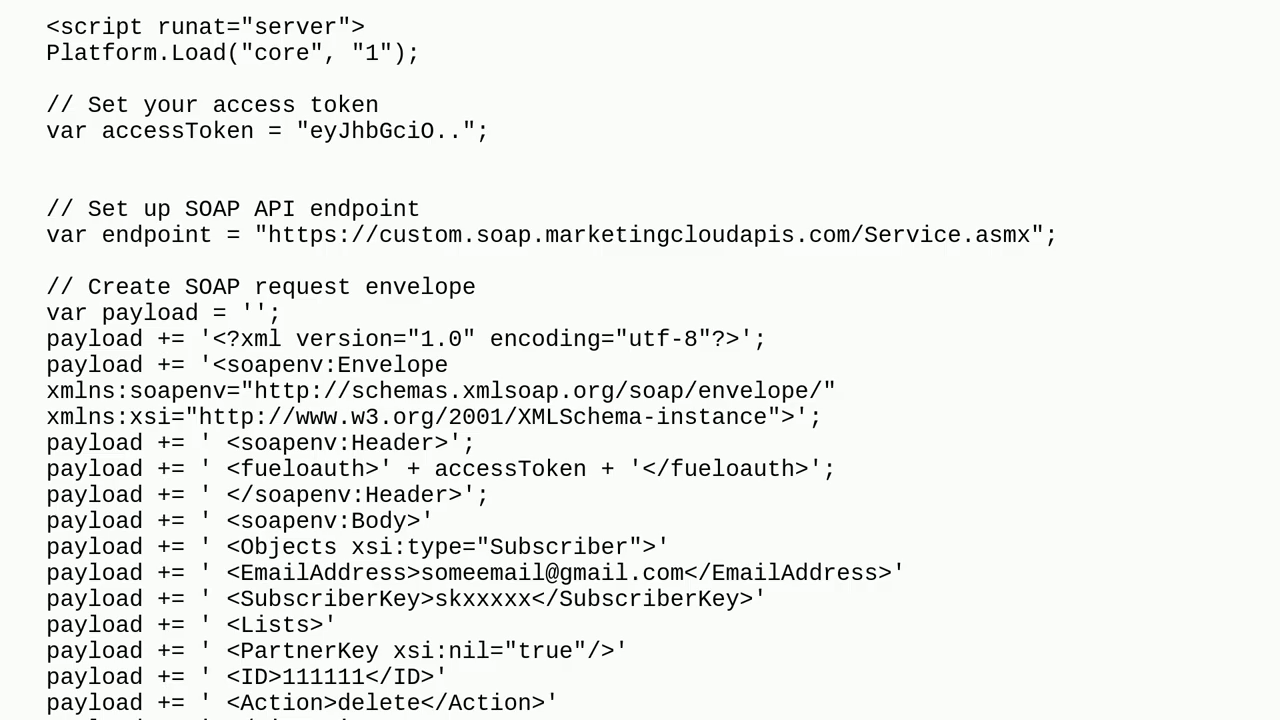 <script runat="server">
Platform.Load("core", "1");
// Set your access token
var accessToken = "eyJhbGciO..";
// Set up SOAP API endpoint
var endpoint = "https://custom.soap.marketingcloudapis.com/Service.asmx";
// Create SOAP request envelope
var payload = '';
payload += '<?xml version="1.0" encoding="utf-8"?>';
payload += '<soapenv:Envelope
xmlns:soapenv="http://schemas.xmlsoap.org/soap/envelope/"
xmlns:xsi="http://www.w3.org/2001/XMLSchema-instance">';
payload += ' <soapenv:Header>';
payload += ' <fueloauth>' + accessToken + '</fueloauth>';
payload += ' </soapenv:Header>';
payload += ' <soapenv:Body>'
payload += ' <Objects xsi:type="Subscriber">'
payload += ' <EmailAddress>someemail@gmail.com</EmailAddress>'
payload += ' <SubscriberKey>skxxxxx</SubscriberKey>'
payload += ' <Lists>'
payload += ' <PartnerKey xsi:nil="true"/>'
payload += ' <ID>111111</ID>'
payload += ' <Action>delete</Action>'